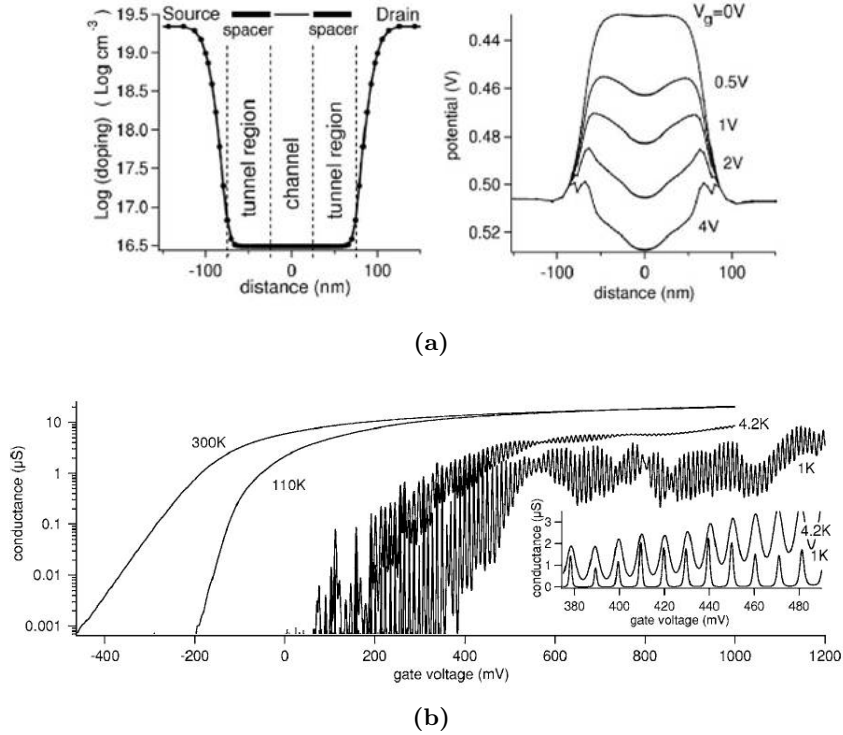 Source Drain
spacer spacer
Log (doping) ( Log cm⁻³ )
19.5
19.0
18.5
18.0
17.5
17.0
16.5
tunnel region
channel
tunnel region
-100 0 100
distance (nm)
potential (V)
0.44
0.46
0.48
0.50
0.52
Vg=0V
0.5V
1V
2V
4V
-100 0 100
distance (nm)
(a)
conductance (µS)
10
1
0.1
0.01
0.001
300K
110K
4.2K
1K
conductance (µS)
3
2
1
0
4.2K
1K
380 400 420 440 460 480
gate voltage (mV)
-400 -200 0 200 400 600 800 1000 1200
gate voltage (mV)
(b)